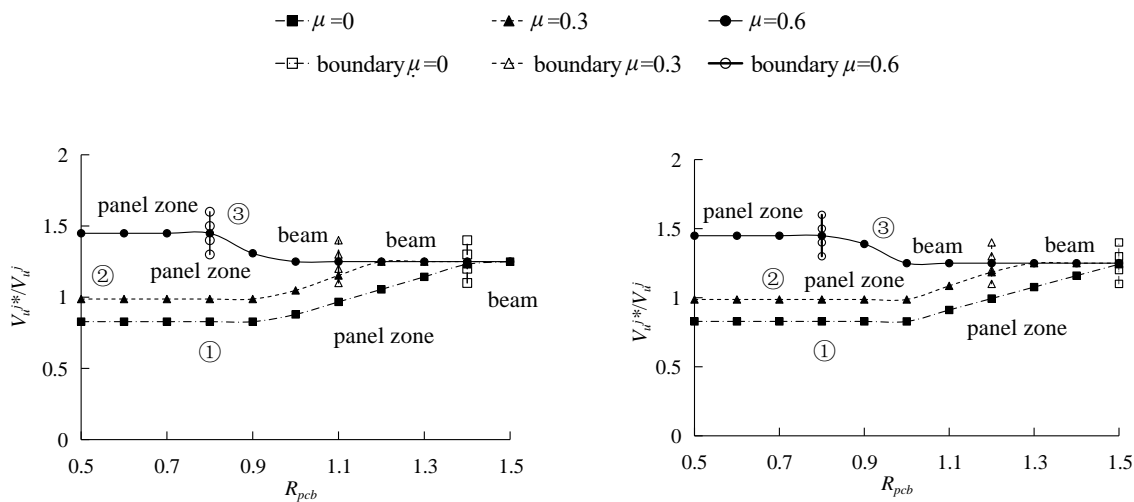 μ=0 μ=0.3 μ=0.6
boundary μ=0 boundary μ=0.3 boundary μ=0.6
2
1.5
1
0.5
0
V_u^{j*}/V_u^j
panel zone
③
beam
beam
②
panel zone
beam
panel zone
①
0.5 0.7 0.9 1.1 1.3 1.5
R_{pcb}
2
1.5
1
0.5
0
V_u^{j*}/V_u^j
panel zone
③
beam
beam
②
panel zone
panel zone
①
0.5 0.7 0.9 1.1 1.3 1.5
R_{pcb}